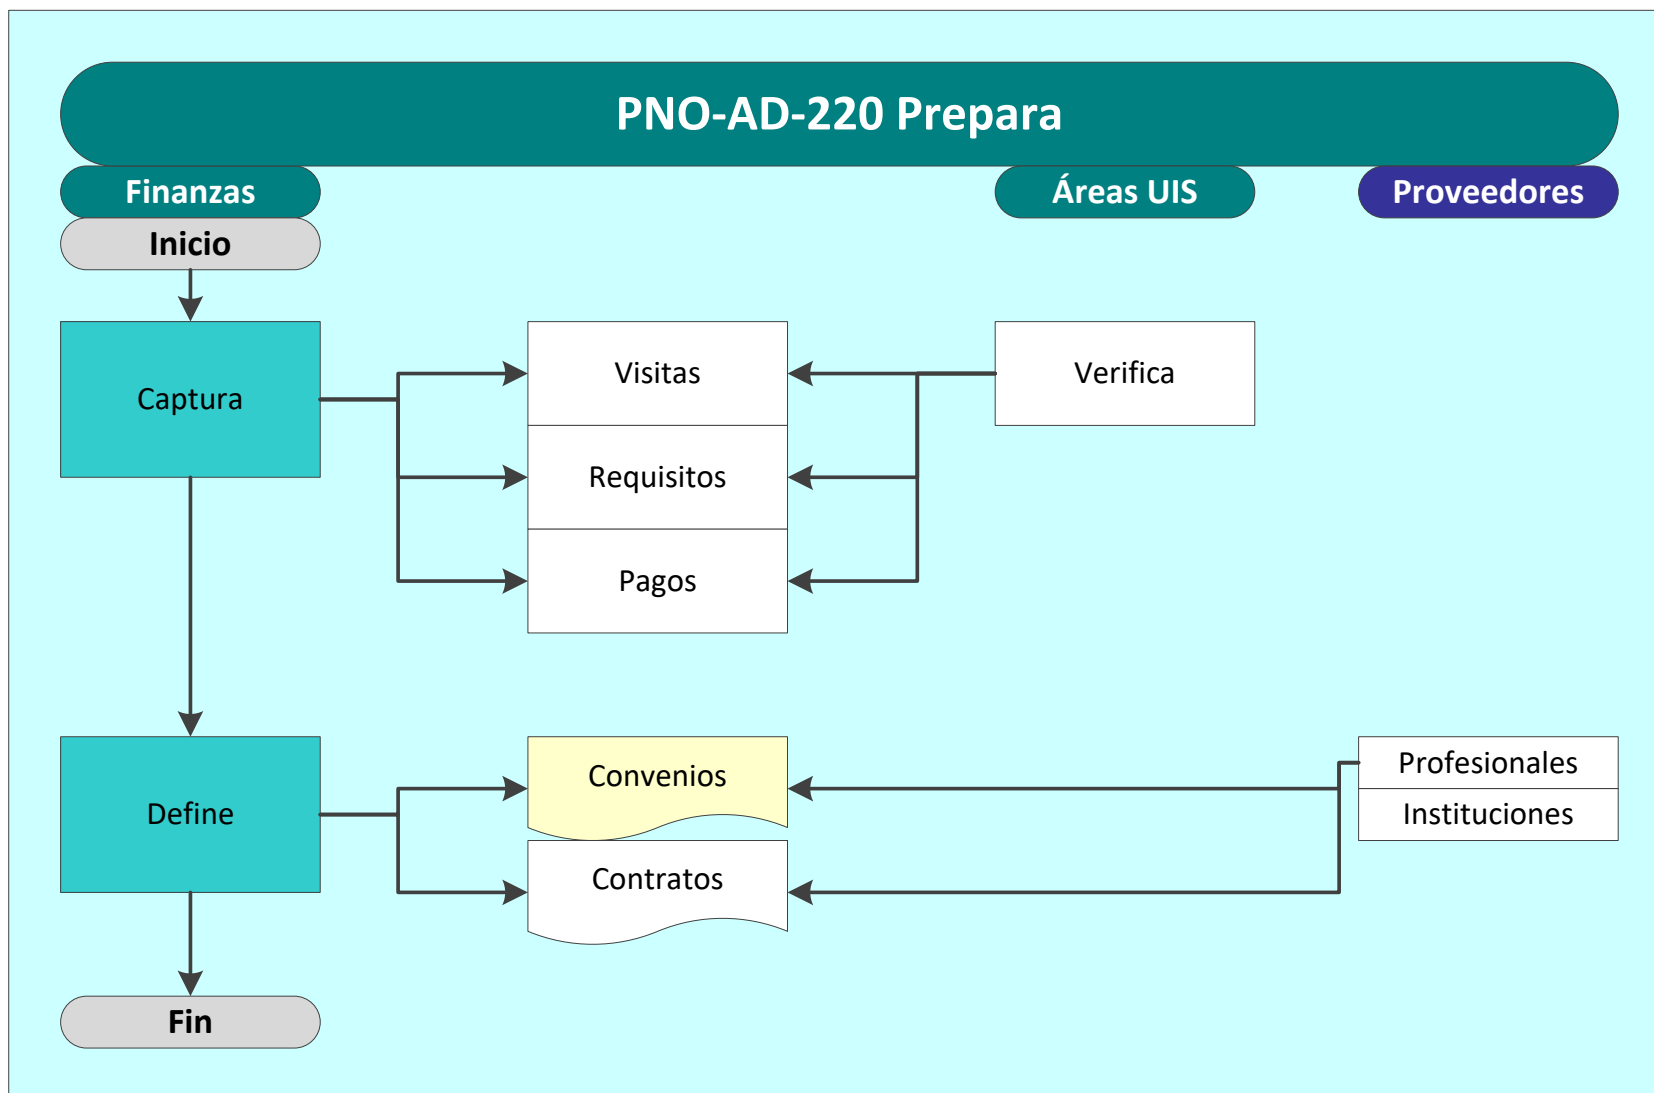 PNO-AD-220 Prepara
Finanzas
Áreas UIS
Proveedores
Inicio
Captura
Visitas
Verifica
Requisitos
Pagos
Define
Convenios
Profesionales
Instituciones
Contratos
Fin